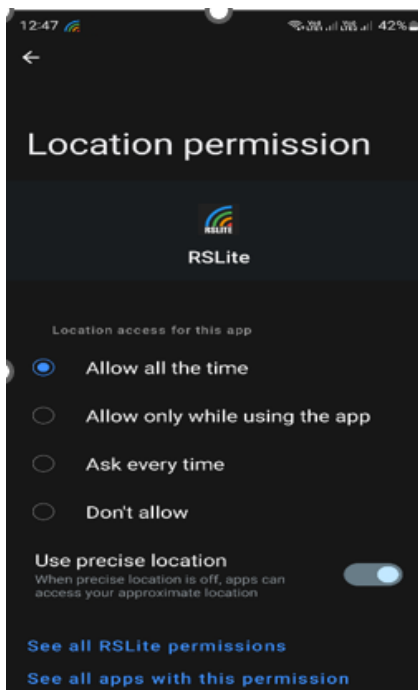 12:47
42%
Location permission
RSLITE
RSLite
Location access for this app
Allow all the time
Allow only while using the app
Ask every time
Don't allow
Use precise location
When precise location is off, apps can
access your approximate location
See all RSLite permissions
See all apps with this permission